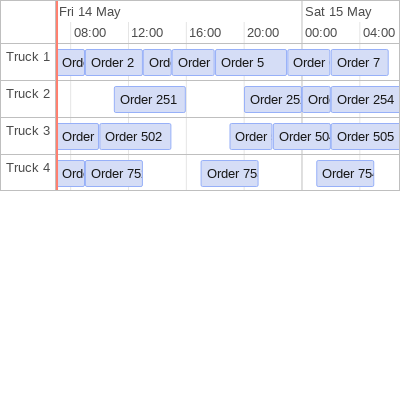 Fri 14 May Sat 15 May
08:00 12:00 16:00 20:00 00:00 04:00
Truck 1 Ord Order 2 Ord Order Order 5 Order Order 7
Truck 2 Order 251 Order 25 Ord Order 254
Truck 3 Order Order 502 Order Order 50 Order 505
Truck 4 Ord Order 75 Order 75 Order 75